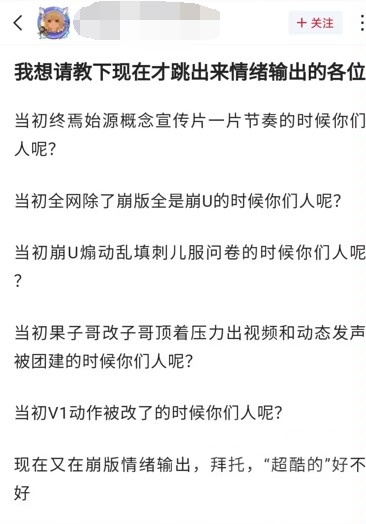 + 关注
我想请教下现在才跳出来情绪输出的各位
当初终焉始源概念宣传片一片节奏的时候你们
人呢?
当初全网除了崩版全是崩U的时候你们人呢?
当初崩U煽动乱填刺儿服问卷的时候你们人呢
?
当初果子哥改子哥顶着压力出视频和动态发声
被团建的时候你们人呢?
当初V1动作被改了的时候你们人呢?
现在又在崩版情绪输出，拜托，“超酷的”好不
好